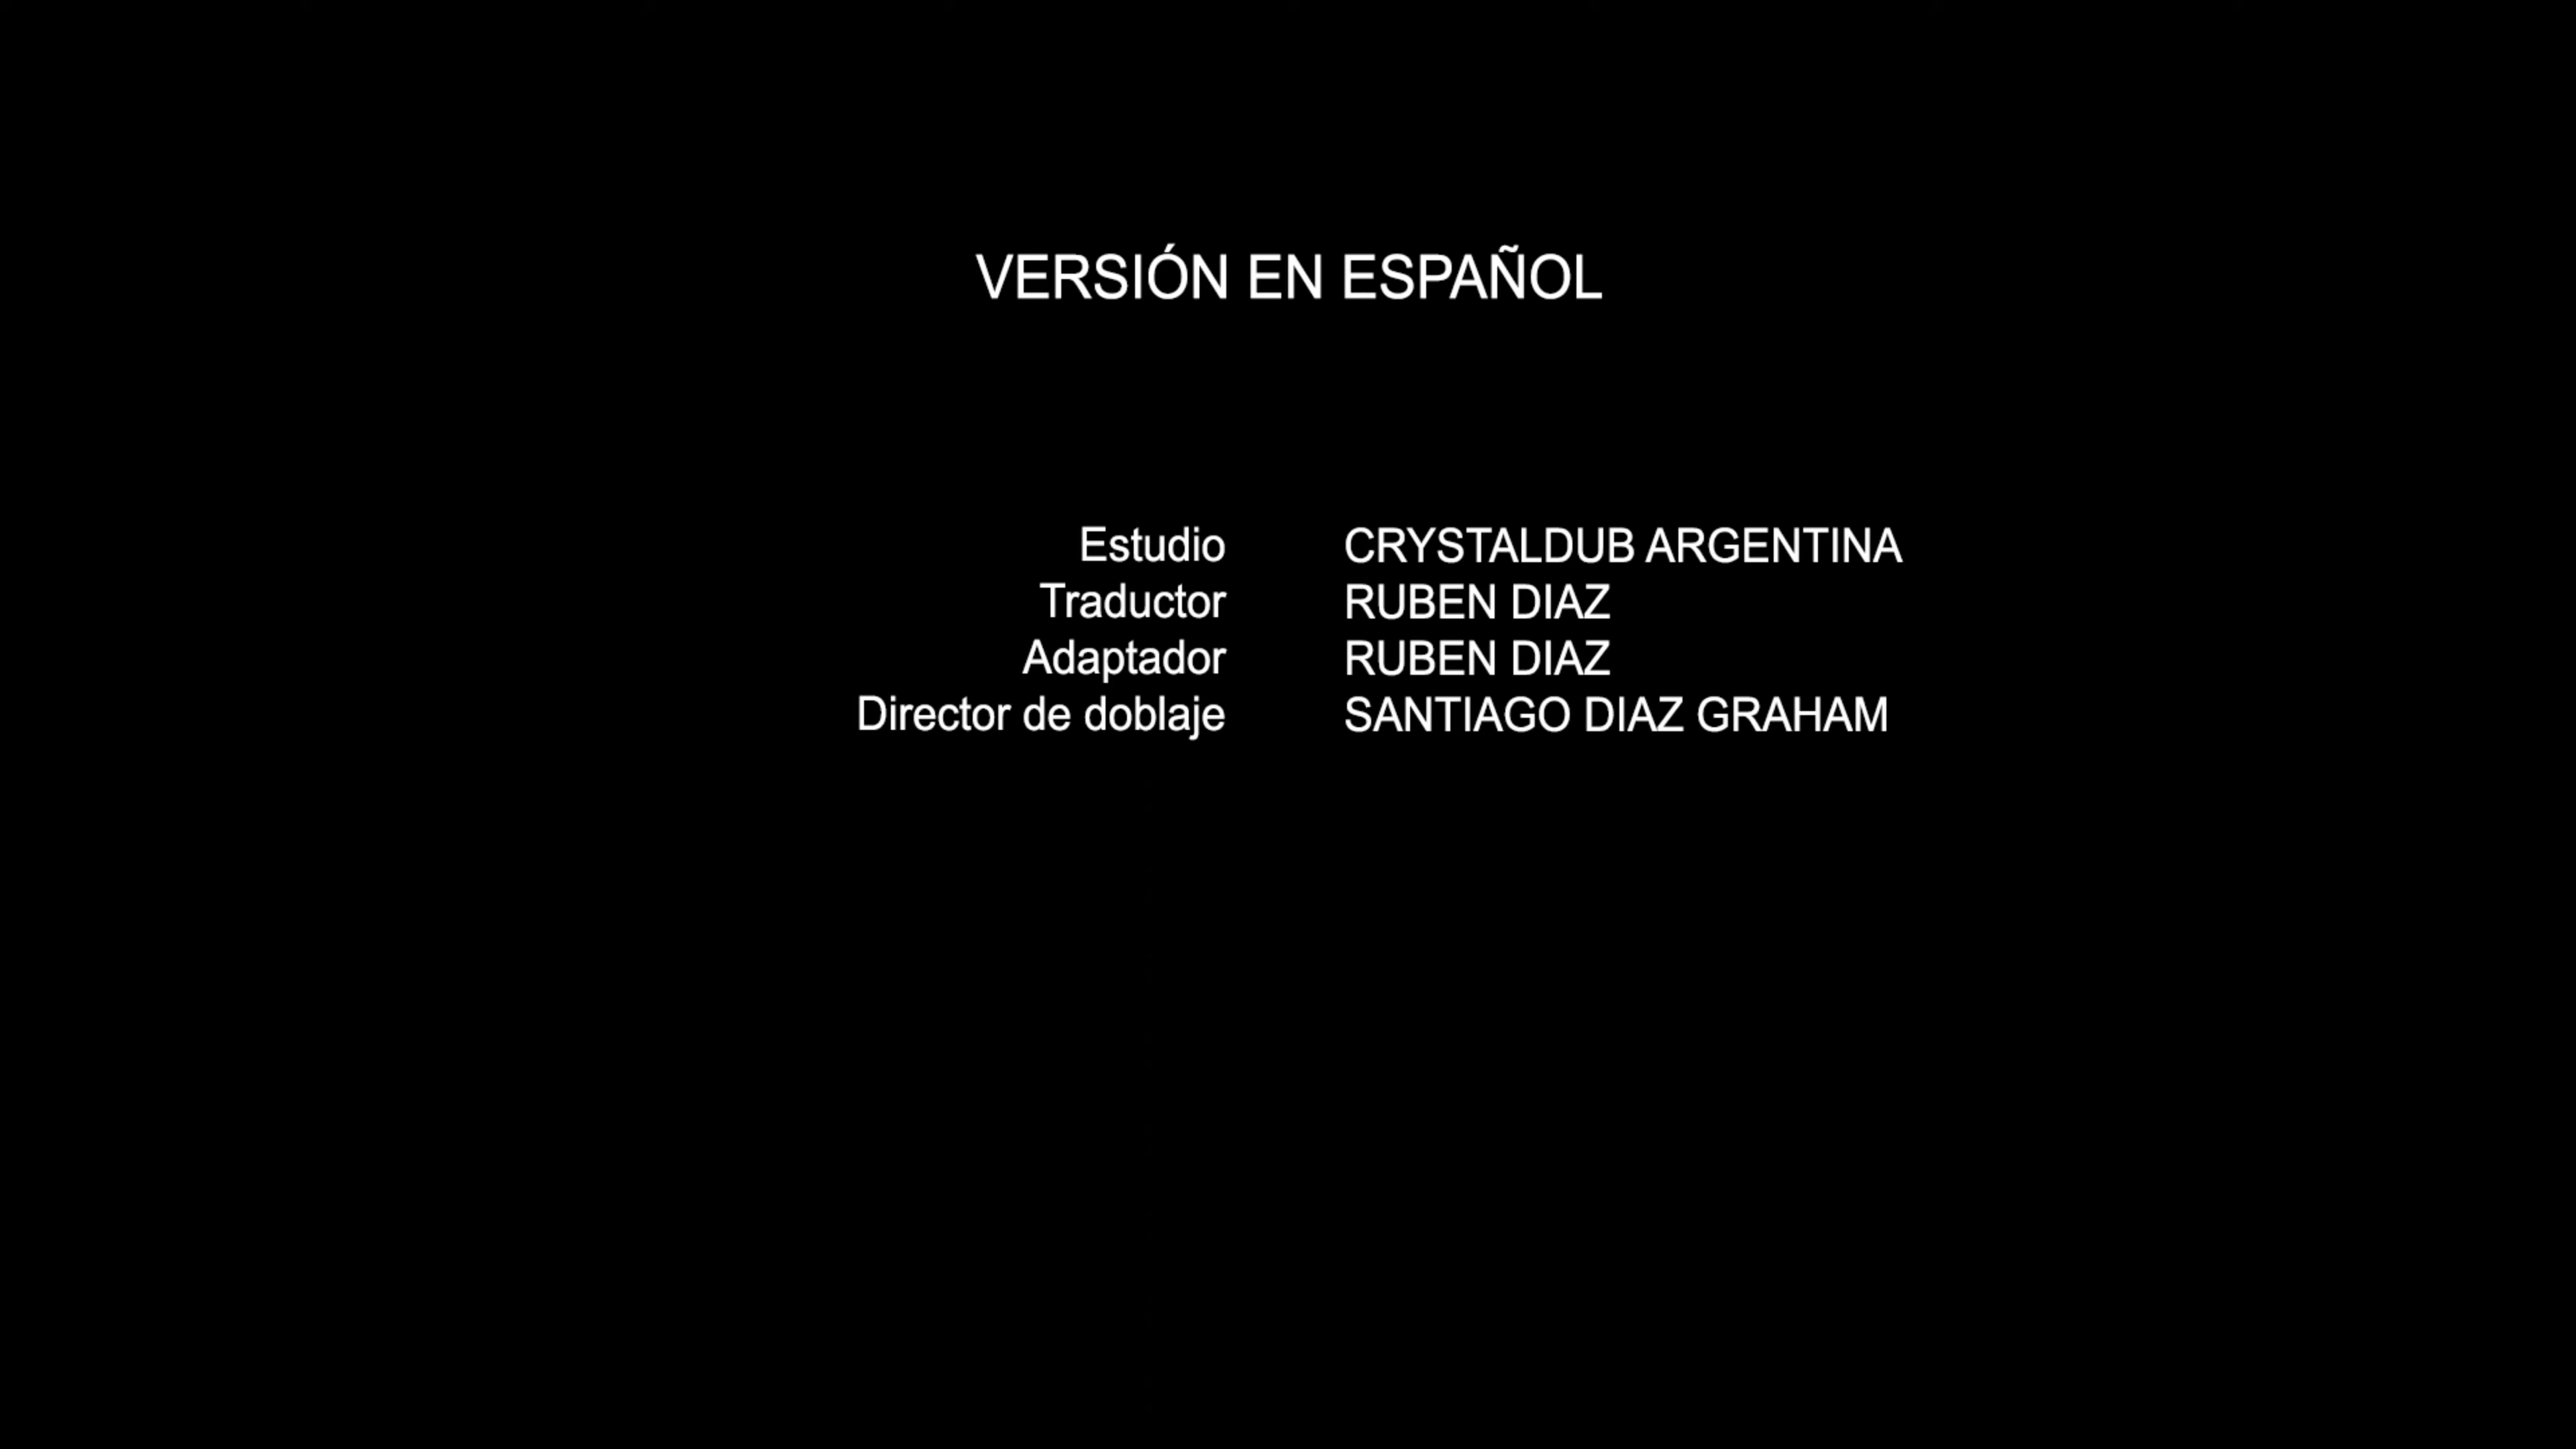 VERSIÓN EN ESPAÑOL
Estudio CRYSTALDUB ARGENTINA
Traductor RUBEN DIAZ
Adaptador RUBEN DIAZ
Director de doblaje SANTIAGO DIAZ GRAHAM